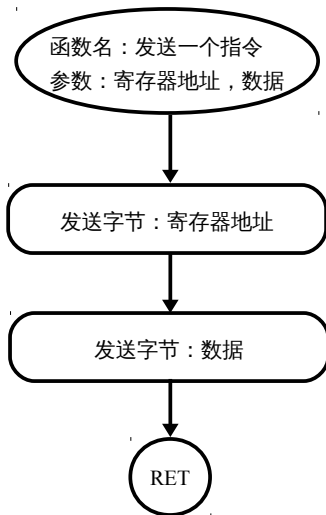 函数名：发送一个指令
参数：寄存器地址，数据
发送字节：寄存器地址
发送字节：数据
RET